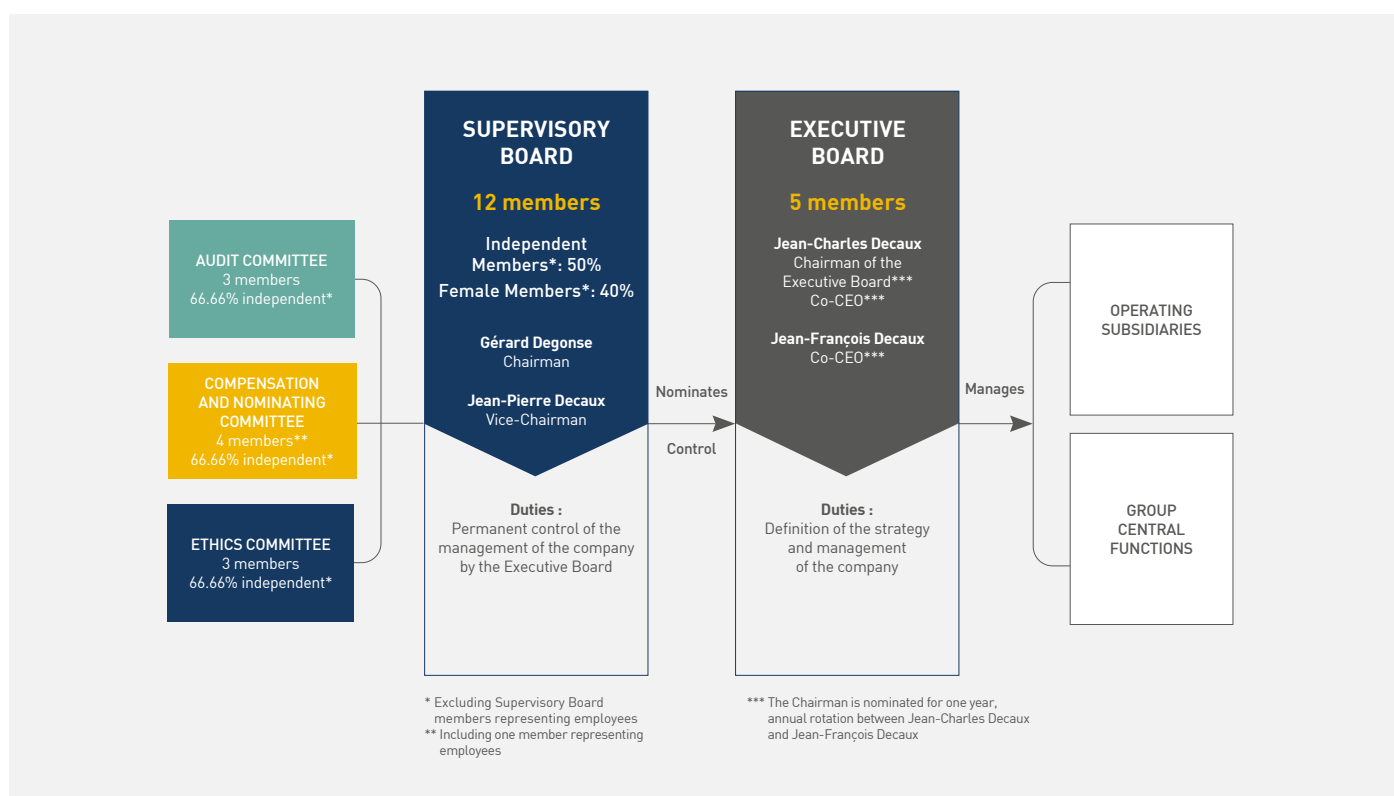 AUDIT COMMITTEE
3 members
66.66% independent*
COMPENSATION
AND NOMINATING
COMMITTEE
4 members**
66.66% independent*
ETHICS COMMITTEE
3 members
66.66% independent*
SUPERVISORY
BOARD
12 members
Independent
Members*: 50%
Female Members*: 40%
Gérard Degonse
Chairman
Jean-Pierre Decaux
Vice-Chairman
Duties :
Permanent control of the
management of the company
by the Executive Board
Nominates
Control
EXECUTIVE
BOARD
5 members
Jean-Charles Decaux
Chairman of the
Executive Board***
Co-CEO***
Jean-François Decaux
Co-CEO***
Duties :
Definition of the strategy
and management
of the company
Manages
OPERATING
SUBSIDIARIES
GROUP
CENTRAL
FUNCTIONS
* Excluding Supervisory Board
members representing employees
** Including one member representing
employees
*** The Chairman is nominated for one year,
annual rotation between Jean-Charles Decaux
and Jean-François Decaux